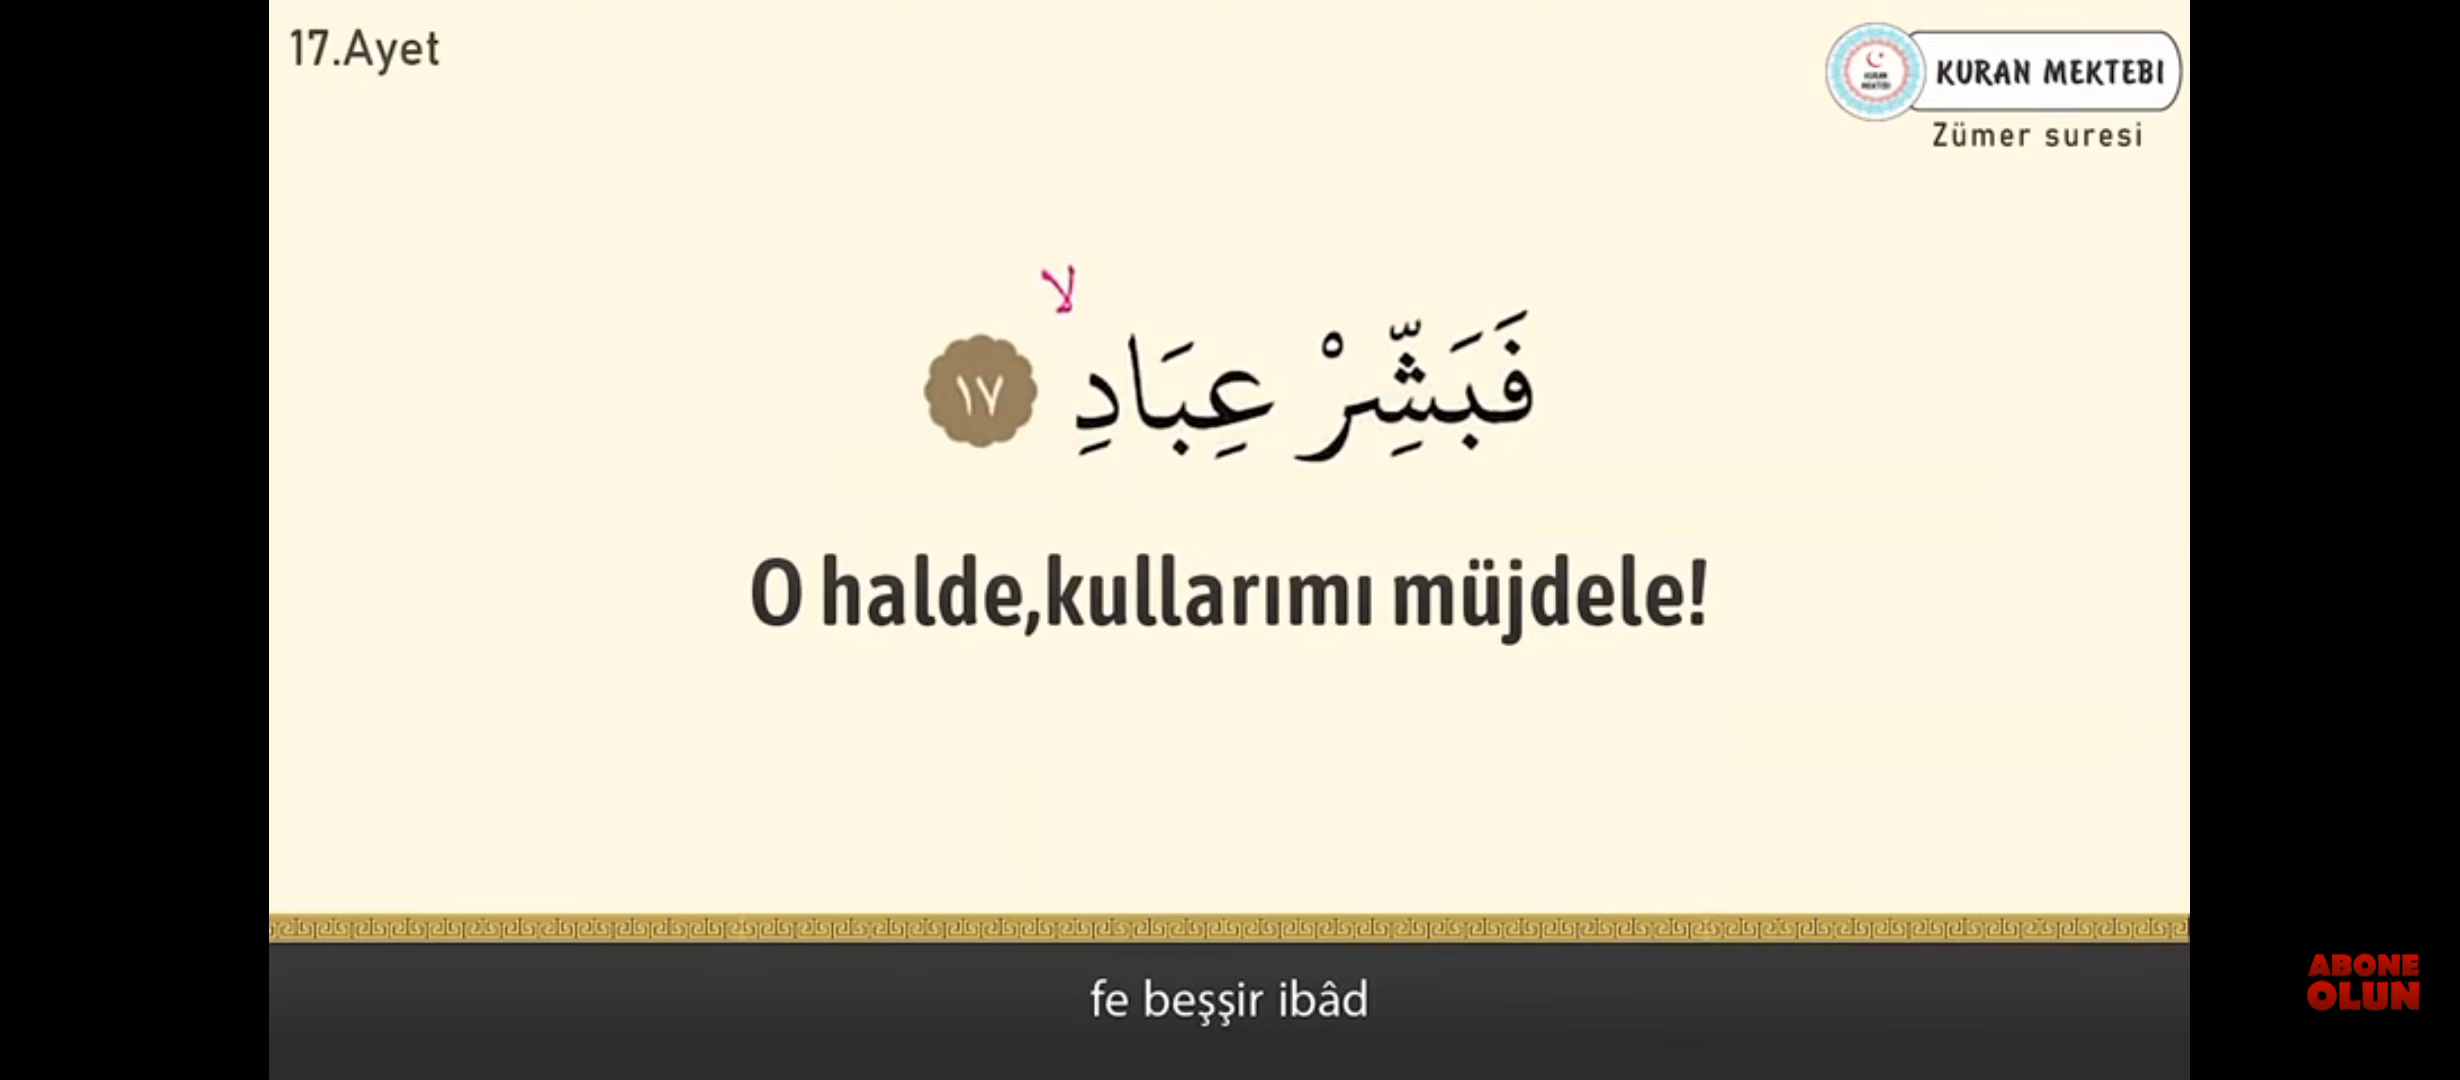 17.Ayet
KURAN MEKTEBI
Zümer suresi
لا
فَبَشِّرْ عِبَادِ ١٧
O halde,kullarımı müjdele!
fe beşşir ibâd
ABONE
OLUN